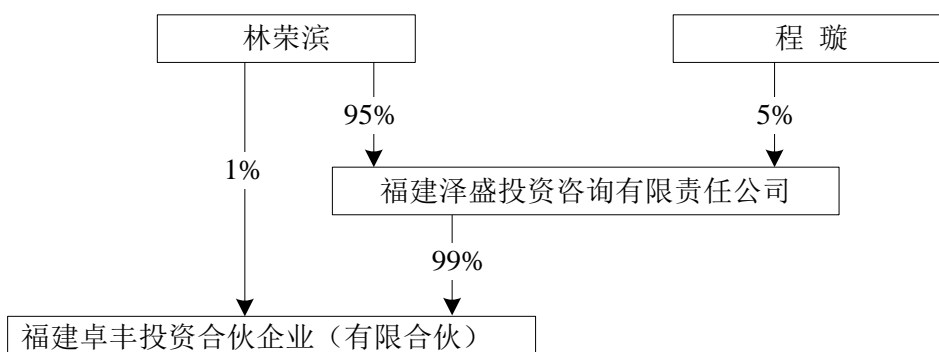 林荣滨
程 璇
95%
5%
1%
福建泽盛投资咨询有限责任公司
99%
福建卓丰投资合伙企业（有限合伙）